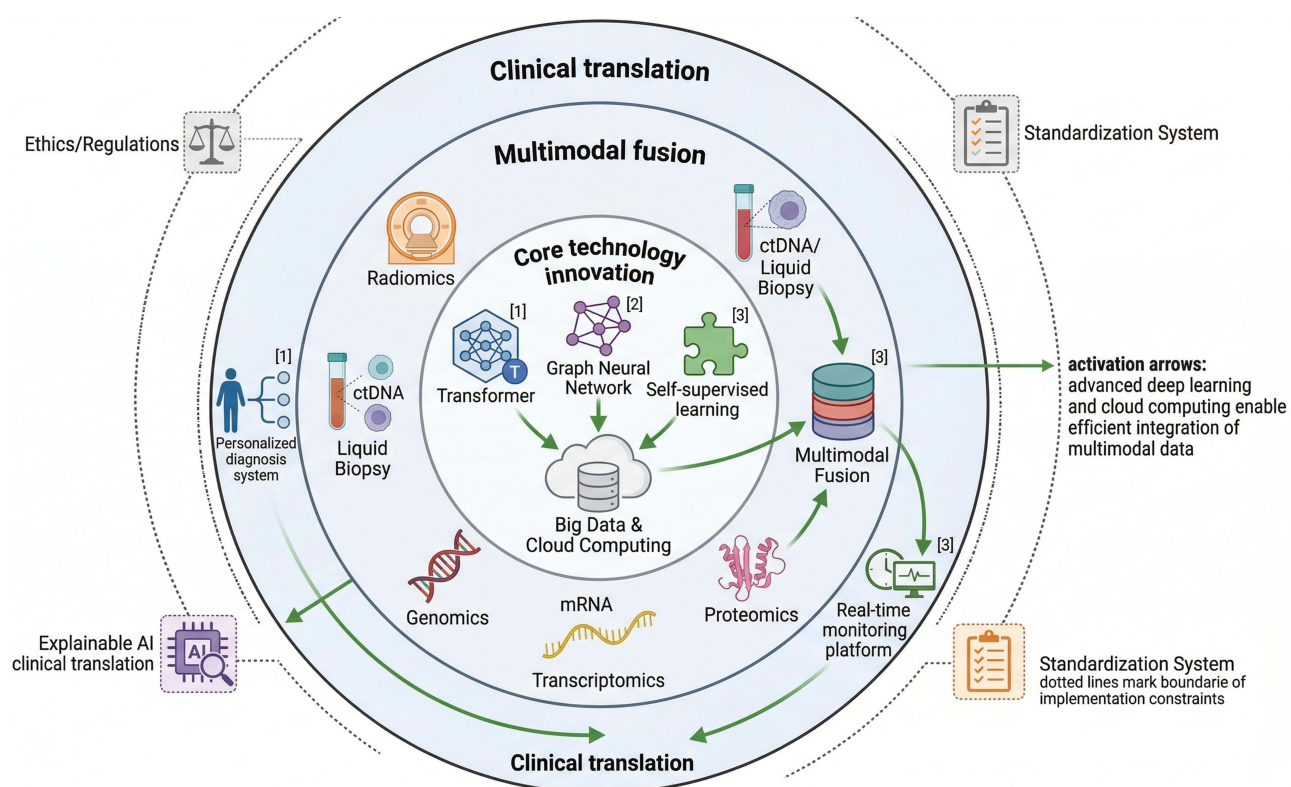 Clinical translation
Ethics/Regulations
Standardization System
Multimodal fusion
Radiomics
ctDNA/
Liquid
Biopsy
Core technology
innovation
[1]
Transformer
T
[2]
Graph Neural
Network
[3]
Self-supervised
learning
Big Data &
Cloud Computing
[1]
Personalized
diagnosis
system
ctDNA
Liquid
Biopsy
[3]
Multimodal
Fusion
activation arrows:
advanced deep learning
and cloud computing enable
efficient integration of
multimodal data
Genomics
mRNA
Transcriptomics
Proteomics
[3]
Real-time
monitoring
platform
Explainable AI
clinical translation
AI
Standardization System
dotted lines mark boundarie of
implementation constraints
Clinical translation